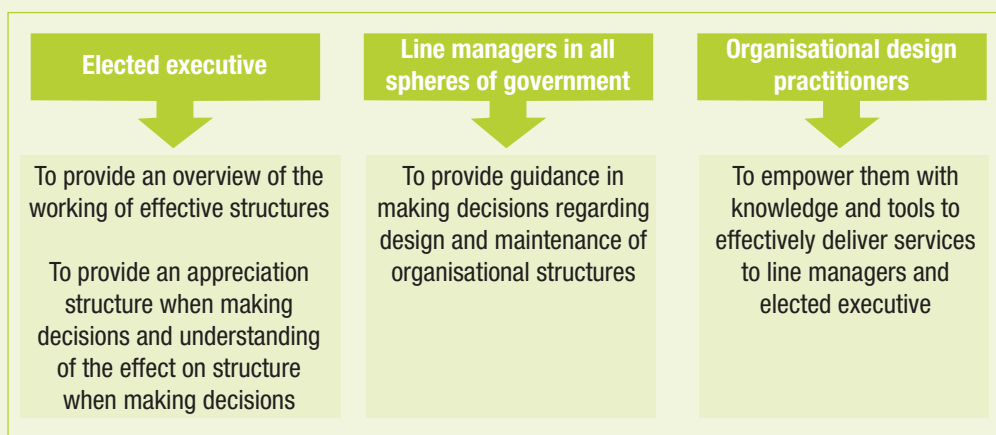 Elected executive
To provide an overview of the
working of effective structures
To provide an appreciation
structure when making
decisions and understanding
of the effect on structure
when making decisions
Line managers in all
spheres of government
To provide guidance in
making decisions regarding
design and maintenance of
organisational structures
Organisational design
practitioners
To empower them with
knowledge and tools to
effectively deliver services
to line managers and
elected executive